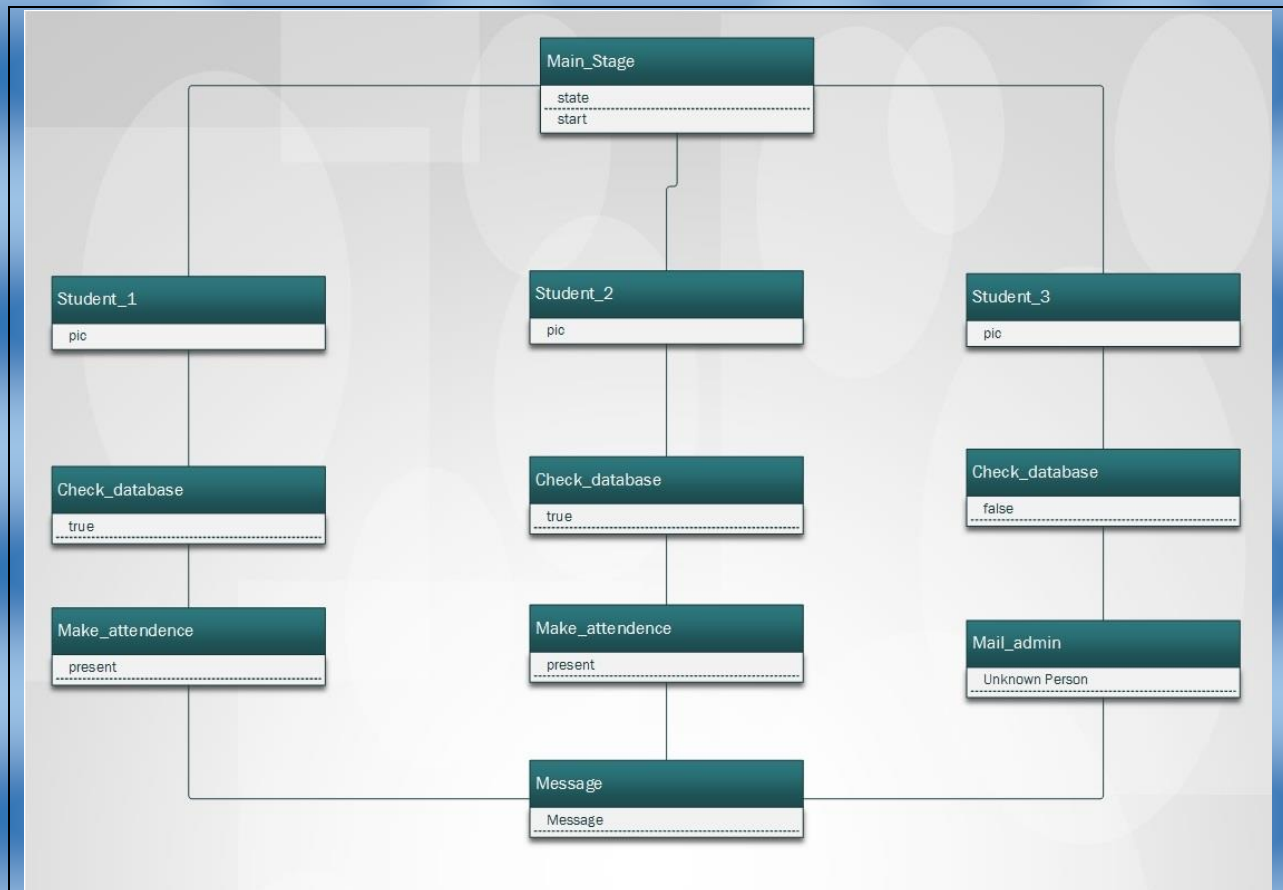 Main_Stage
state
start
Student_1
pic
Student_2
pic
Student_3
pic
Check_database
true
Check_database
true
Check_database
false
Make_attendence
present
Make_attendence
present
Mail_admin
Unknown Person
Message
Message